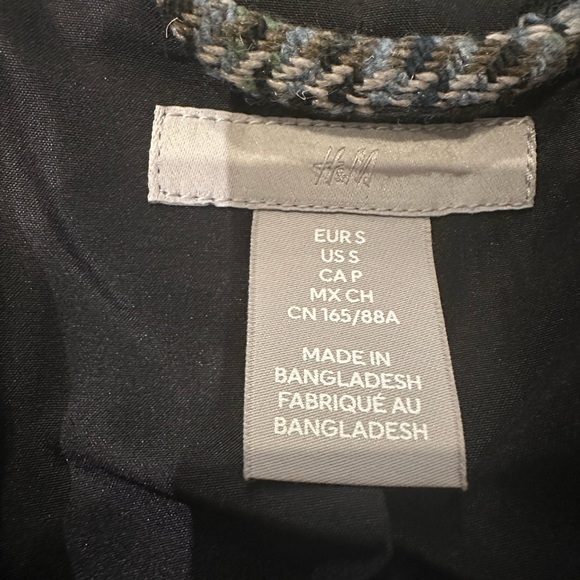 H&M
EUR S
US S
CA P
MX CH
CN 165/88A
MADE IN
BANGLADESH
FABRIQUÉ AU
BANGLADESH